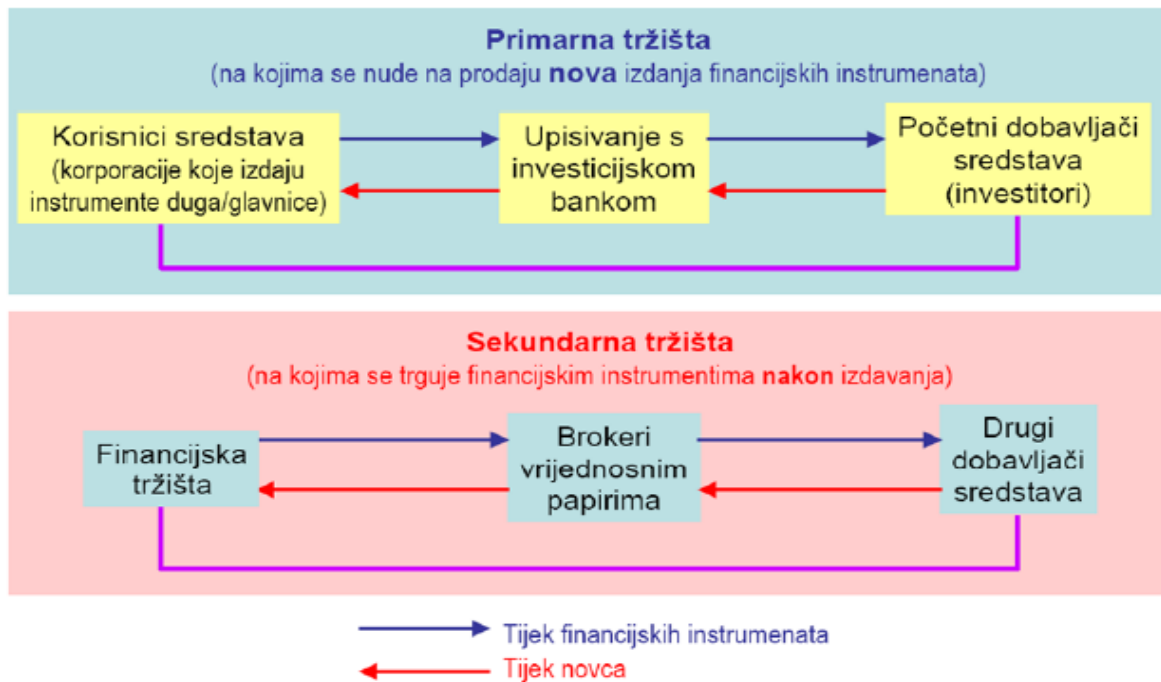 Primarna tržišta
(na kojima se nude na prodaju nova izdanja financijskih instrumenata)
Korisnici sredstava
(korporacije koje izdaju
instrumente duga/glavnice)
Upisivanje s
investicijskom
bankom
Početni dobavljači
sredstava
(investitori)
Sekundarna tržišta
(na kojima se trguje financijskim instrumentima nakon izdavanja)
Financijska
tržišta
Brokeri
vrijednosnim
papirima
Drugi
dobavljači
sredstava
Tijek financijskih instrumenata
Tijek novca